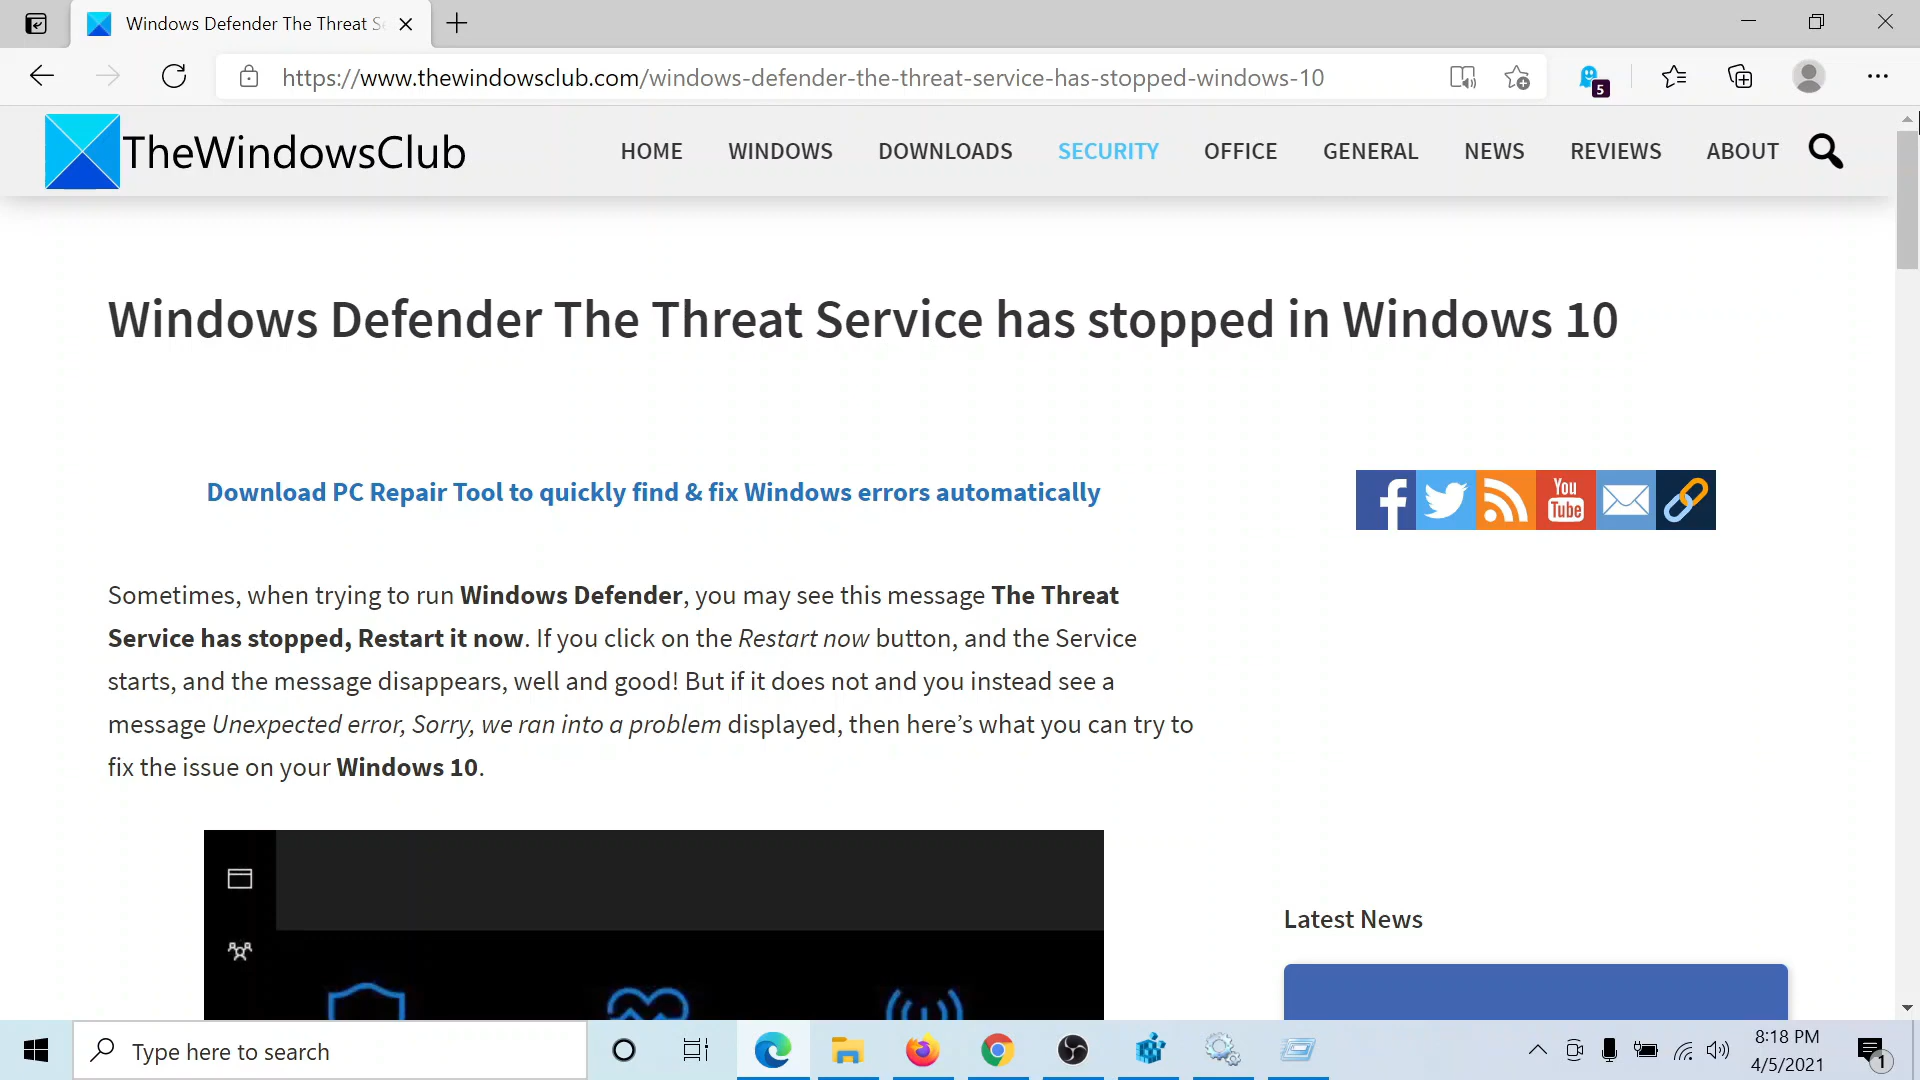 Windows Defender The Threat S
https://www.thewindowsclub.com/windows-defender-the-threat-service-has-stopped-windows-10
5
TheWindowsClub
HOME WINDOWS DOWNLOADS SECURITY OFFICE GENERAL NEWS REVIEWS ABOUT
Windows Defender The Threat Service has stopped in Windows 10
Download PC Repair Tool to quickly find & fix Windows errors automatically
You
Tube
Sometimes, when trying to run Windows Defender, you may see this message The Threat
Service has stopped, Restart it now. If you click on the Restart now button, and the Service
starts, and the message disappears, well and good! But if it does not and you instead see a
message Unexpected error, Sorry, we ran into a problem displayed, then here’s what you can try to
fix the issue on your Windows 10.
Latest News
Type here to search
8:18 PM
4/5/2021
1